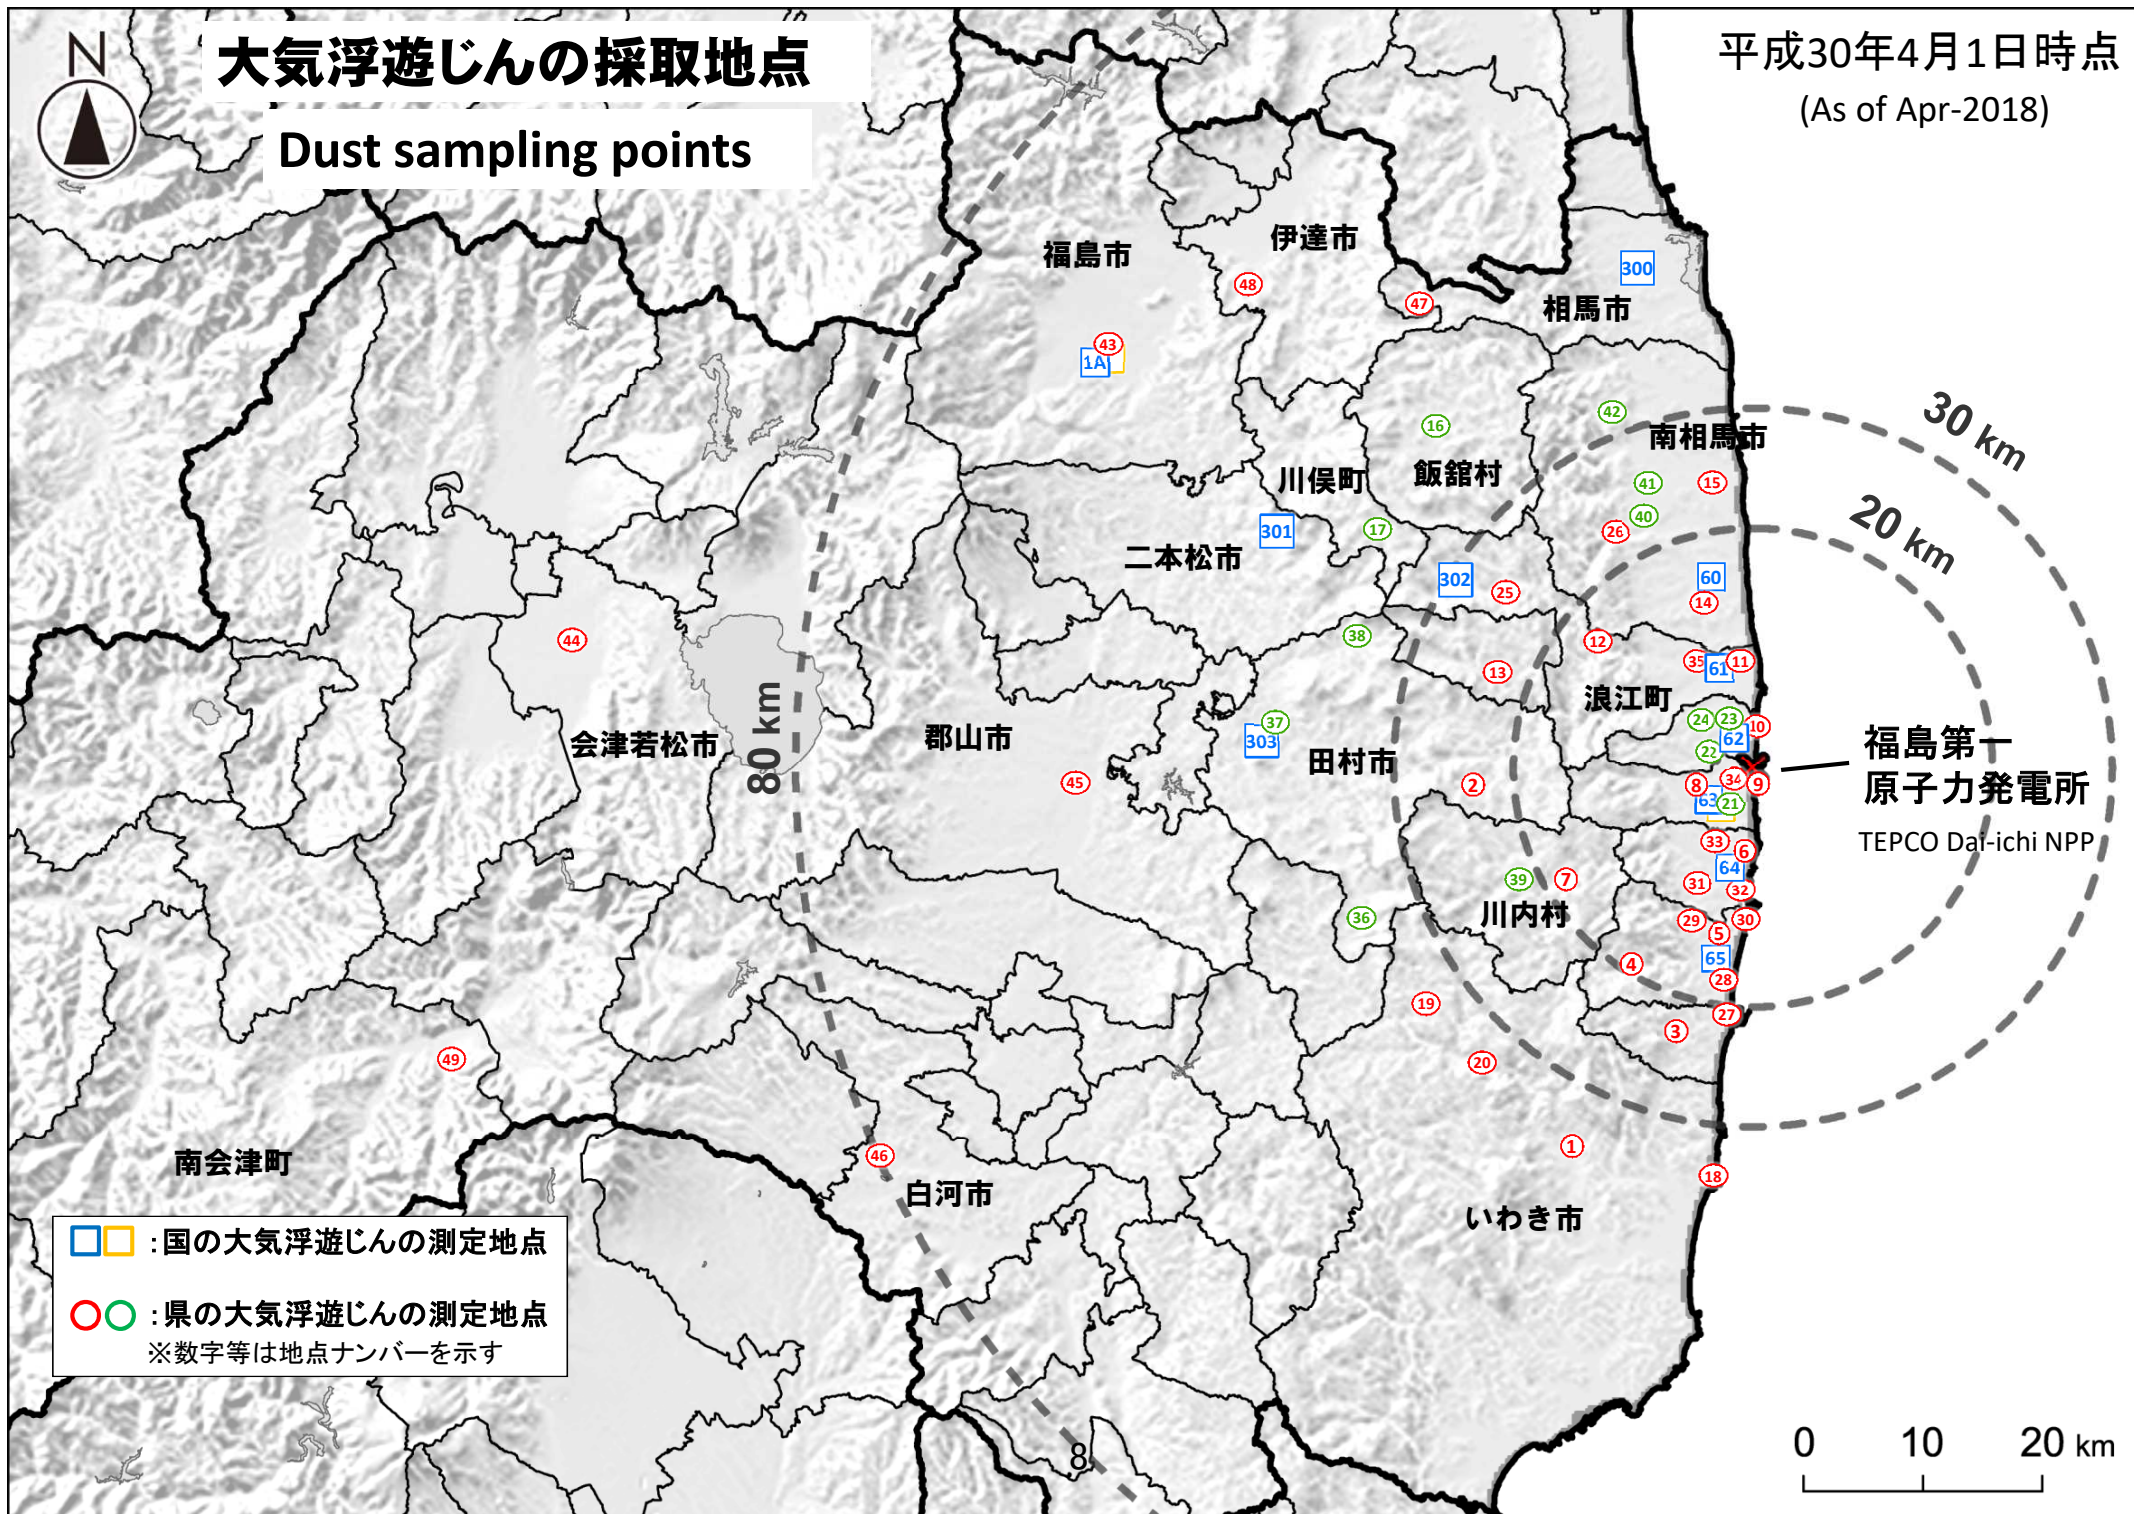 N
大気浮遊じんの採取地点
Dust sampling points
平成30年4月1日時点
(As of Apr-2018)
伊達市
福島市
300
48
47
相馬市
43
1A
30 km
42
16
南相馬市
川俣町
飯舘村
41
15
20 km
40
17
26
301
二本松市
302
60
25
14
38
44
12
35
61
11
13
浪江町
80 km
24
23
10
37
62
303
会津若松市
郡山市
22
田村市
福島第一
原子力発電所
TEPCO Dai-ichi NPP
45
2
8
34
9
63
21
33
6
64
39
7
31
32
川内村
36
29
30
5
65
4
28
19
27
3
49
20
46
1
南会津町
18
白河市
いわき市
:国の大気浮遊じんの測定地点
:県の大気浮遊じんの測定地点
※数字等は地点ナンバーを示す
8
0 10 20 km